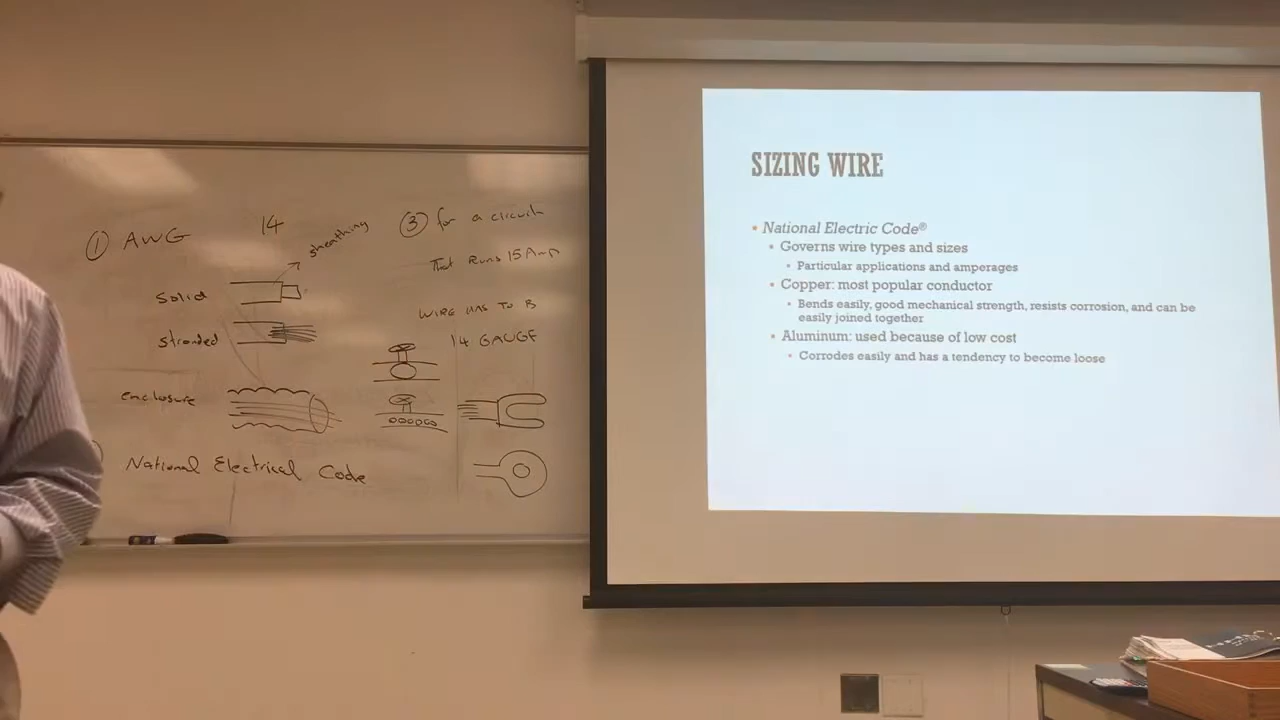 ① AWG 14
sheathing
Solid
stranded
enclosure
National Electrical Code
③ for a circuit
That Runs 15 Amp
WIRE HAS TO B
14 GAUGE
SIZING WIRE
• National Electric Code®
• Governs wire types and sizes
• Particular applications and amperages
• Copper: most popular conductor
• Bends easily, good mechanical strength, resists corrosion, and can be
easily joined together
• Aluminum: used because of low cost
• Corrodes easily and has a tendency to become loose